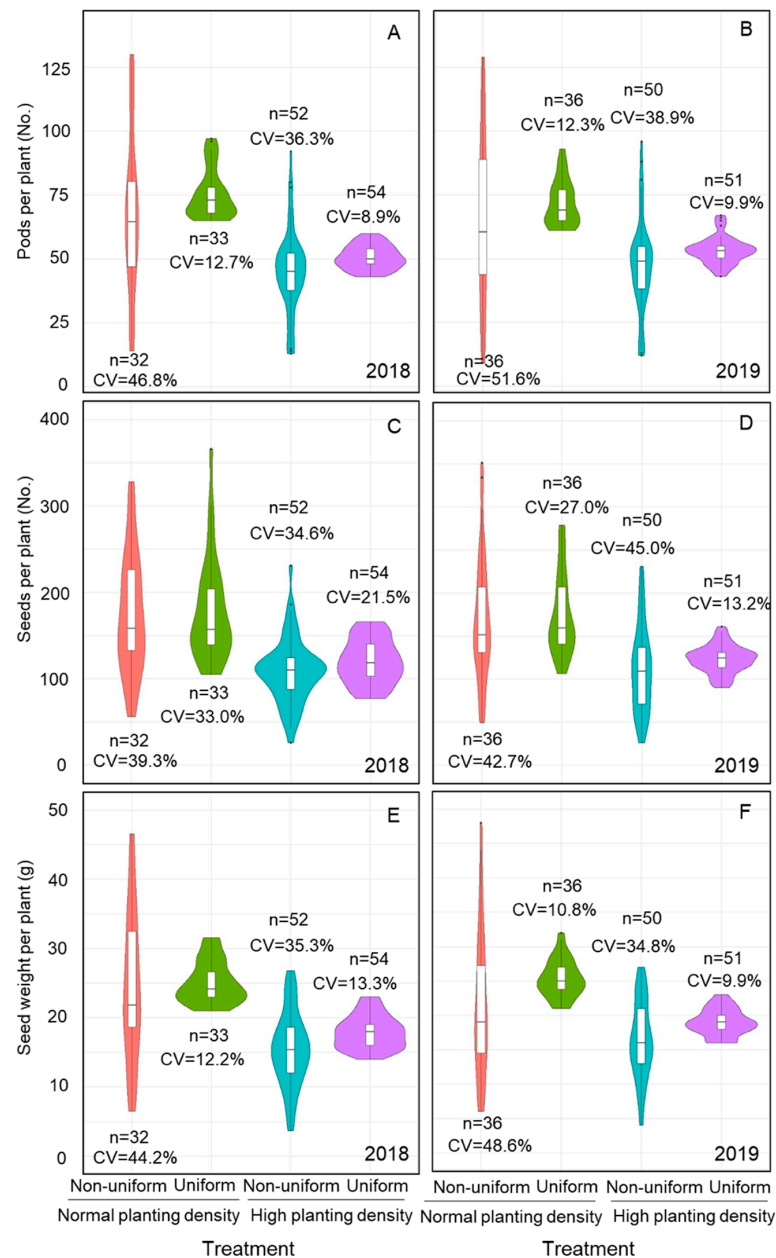 A
B
Pods per plant (No.)
125
100
75
50
25
0
n=32
CV=46.8%
n=33
CV=12.7%
n=52
CV=36.3%
n=54
CV=8.9%
2018
n=36
CV=51.6%
n=36
CV=12.3%
n=50
CV=38.9%
n=51
CV=9.9%
2019
C
D
Seeds per plant (No.)
400
300
200
100
0
n=32
CV=39.3%
n=33
CV=33.0%
n=52
CV=34.6%
n=54
CV=21.5%
2018
n=36
CV=42.7%
n=36
CV=27.0%
n=50
CV=45.0%
n=51
CV=13.2%
2019
E
F
Seed weight per plant (g)
50
40
30
20
10
0
n=32
CV=44.2%
n=33
CV=12.2%
n=52
CV=35.3%
n=54
CV=13.3%
2018
n=36
CV=48.6%
n=36
CV=10.8%
n=50
CV=34.8%
n=51
CV=9.9%
2019
Non-uniform Uniform Non-uniform Uniform
Normal planting density High planting density
Treatment
Non-uniform Uniform Non-uniform Uniform
Normal planting density High planting density
Treatment